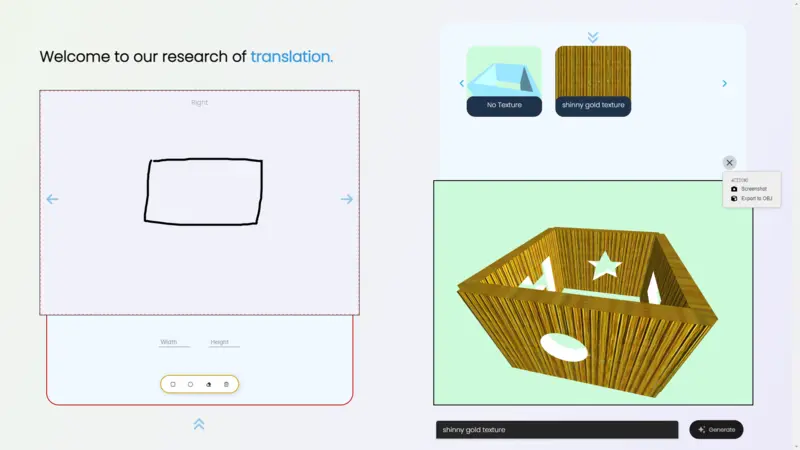 Welcome to our research of translation.
Right
Width
Height
No Texture
shinny gold texture
ACTIONS
Screenshot
Export to OBJ
shinny gold texture
Generate